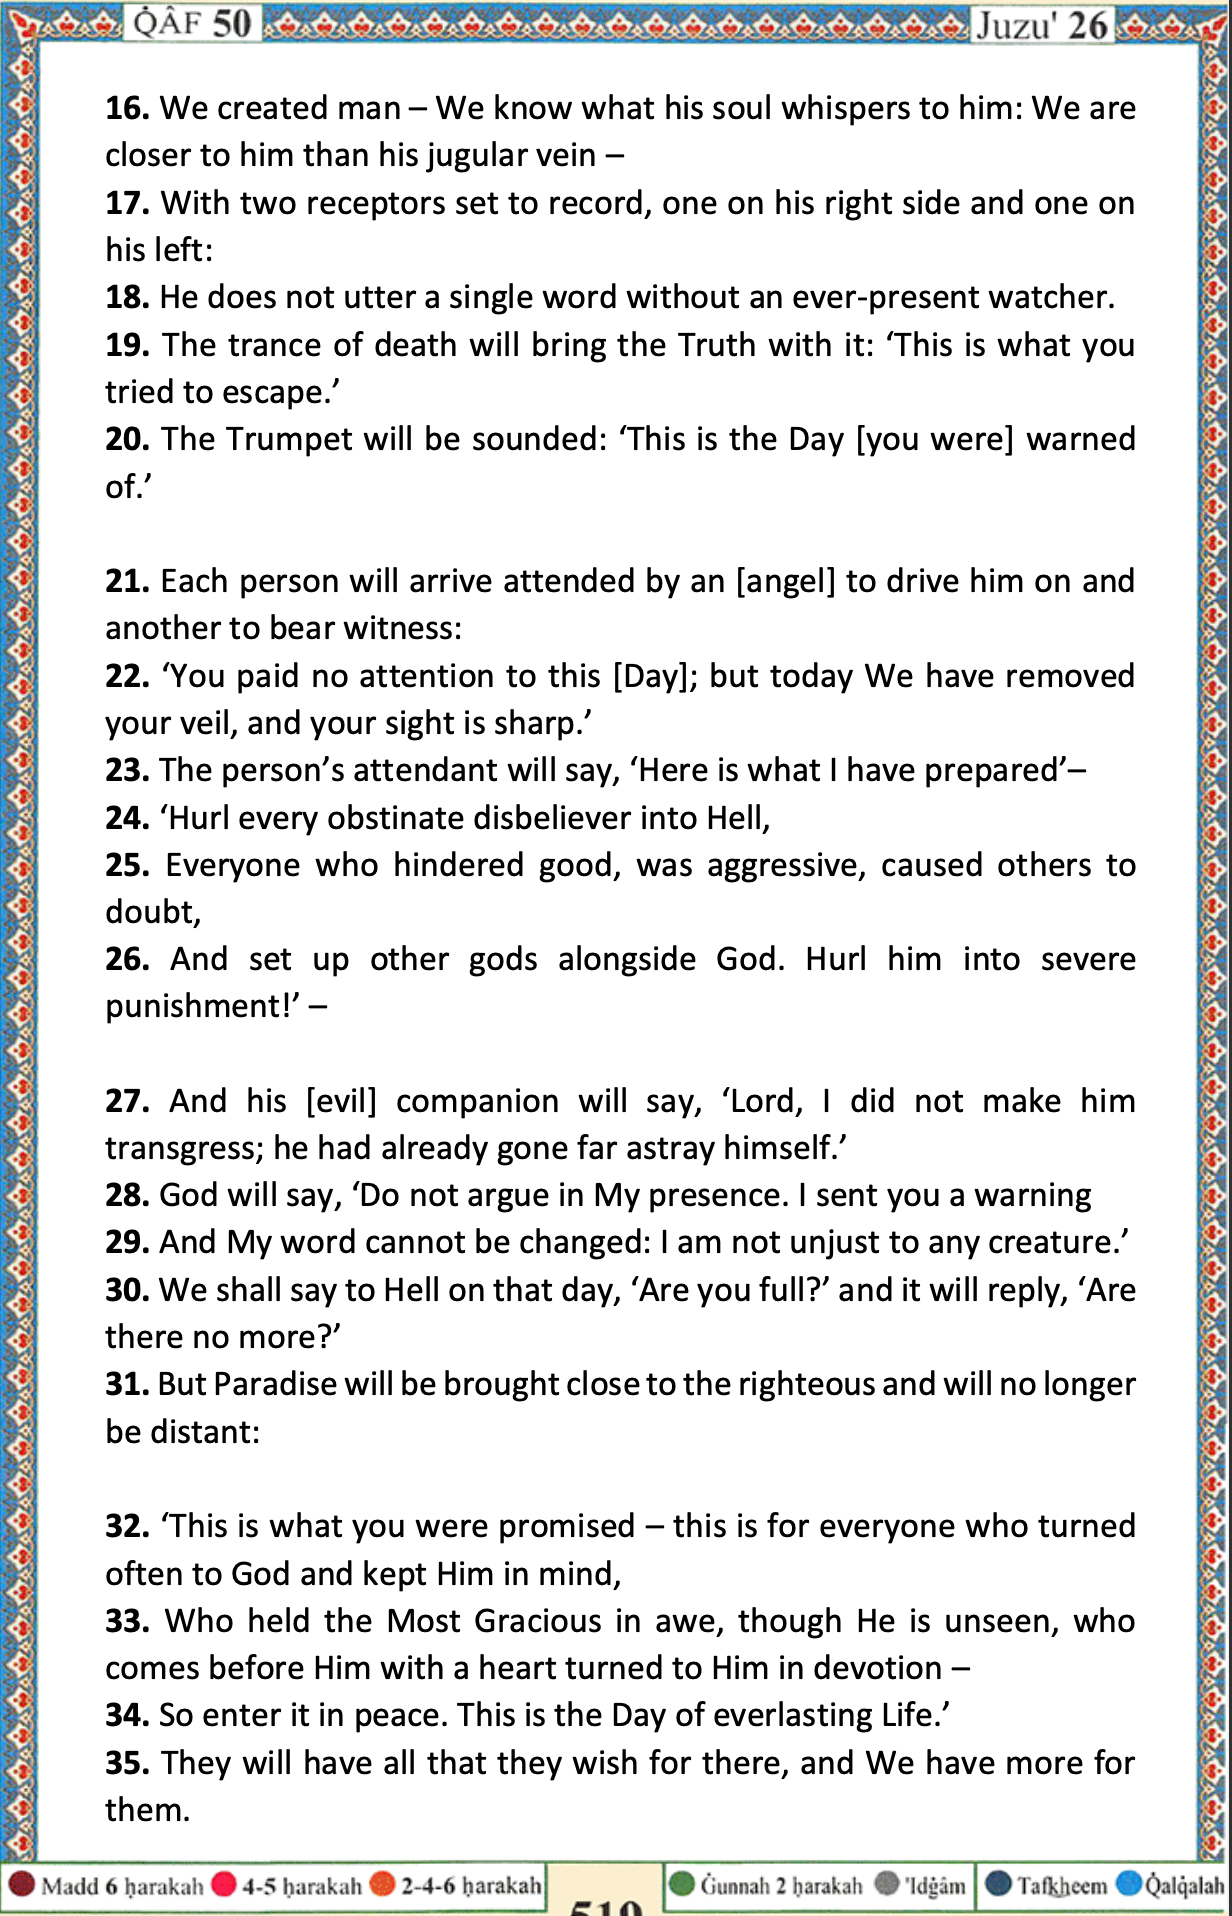 QÂF 50
Juzu' 26
16. We created man – We know what his soul whispers to him: We are
closer to him than his jugular vein –
17. With two receptors set to record, one on his right side and one on
his left:
18. He does not utter a single word without an ever-present watcher.
19. The trance of death will bring the Truth with it: ‘This is what you
tried to escape.’
20. The Trumpet will be sounded: ‘This is the Day [you were] warned
of.’
21. Each person will arrive attended by an [angel] to drive him on and
another to bear witness:
22. ‘You paid no attention to this [Day]; but today We have removed
your veil, and your sight is sharp.’
23. The person’s attendant will say, ‘Here is what I have prepared’–
24. ‘Hurl every obstinate disbeliever into Hell,
25. Everyone who hindered good, was aggressive, caused others to
doubt,
26. And set up other gods alongside God. Hurl him into severe
punishment!’ –
27. And his [evil] companion will say, ‘Lord, I did not make him
transgress; he had already gone far astray himself.’
28. God will say, ‘Do not argue in My presence. I sent you a warning
29. And My word cannot be changed: I am not unjust to any creature.’
30. We shall say to Hell on that day, ‘Are you full?’ and it will reply, ‘Are
there no more?’
31. But Paradise will be brought close to the righteous and will no longer
be distant:
32. ‘This is what you were promised – this is for everyone who turned
often to God and kept Him in mind,
33. Who held the Most Gracious in awe, though He is unseen, who
comes before Him with a heart turned to Him in devotion –
34. So enter it in peace. This is the Day of everlasting Life.’
35. They will have all that they wish for there, and We have more for
them.
Madd 6 ḥarakah 4-5 ḥarakah 2-4-6 ḥarakah
519
Ġunnah 2 ḥarakah 'Idġâm Tafkheem Q̇alq̇alah